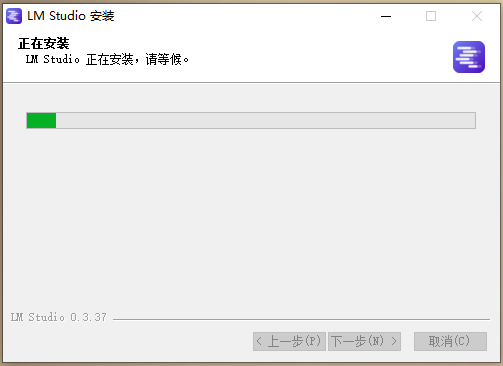 LM Studio 安装
正在安装
LM Studio 正在安装，请等候。
LM Studio 0.3.37
< 上一步(P)
下一步(N) >
取消(C)